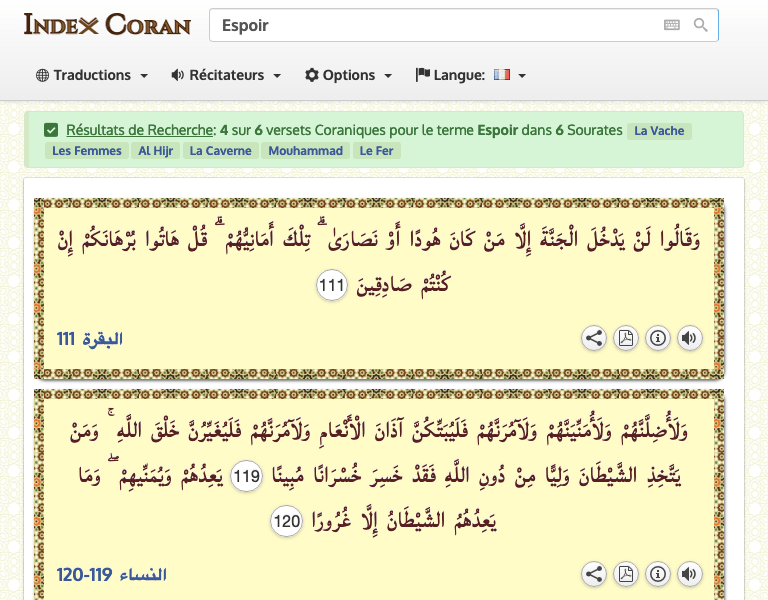 Index Coran
Espoir
Traductions Récitateurs Options Langue:
Résultats de Recherche: 4 sur 6 versets Coraniques pour le terme Espoir dans 6 Sourates La Vache
Les Femmes Al Hijr La Caverne Mouhammad Le Fer
وَقَالُوا لَنْ يَدْخُلَ الْجَنَّةَ إِلَّا مَنْ كَانَ هُودًا أَوْ نَصَارَىٰ ۗ تِلْكَ أَمَانِيُّهُمْ ۗ قُلْ هَاتُوا بُرْهَانَكُمْ إِنْ
كُنْتُمْ صَادِقِينَ 111
البقرة 111
وَلَأُضِلَّنَّهُمْ وَلَأُمَنِّيَنَّهُمْ وَلَآمُرَنَّهُمْ فَلَيُبَتِّكُنَّ آذَانَ الْأَنْعَامِ وَلَآمُرَنَّهُمْ فَلَيُغَيِّرُنَّ خَلْقَ اللَّهِ ۚ وَمَنْ
يَتَّخِذِ الشَّيْطَانَ وَلِيًّا مِنْ دُونِ اللَّهِ فَقَدْ خَسِرَ خُسْرَانًا مُبِينًا 119 يَعِدُهُمْ وَيُمَنِّيهِمْ ۖ وَمَا
يَعِدُهُمُ الشَّيْطَانُ إِلَّا غُرُورًا 120
النساء 119-120